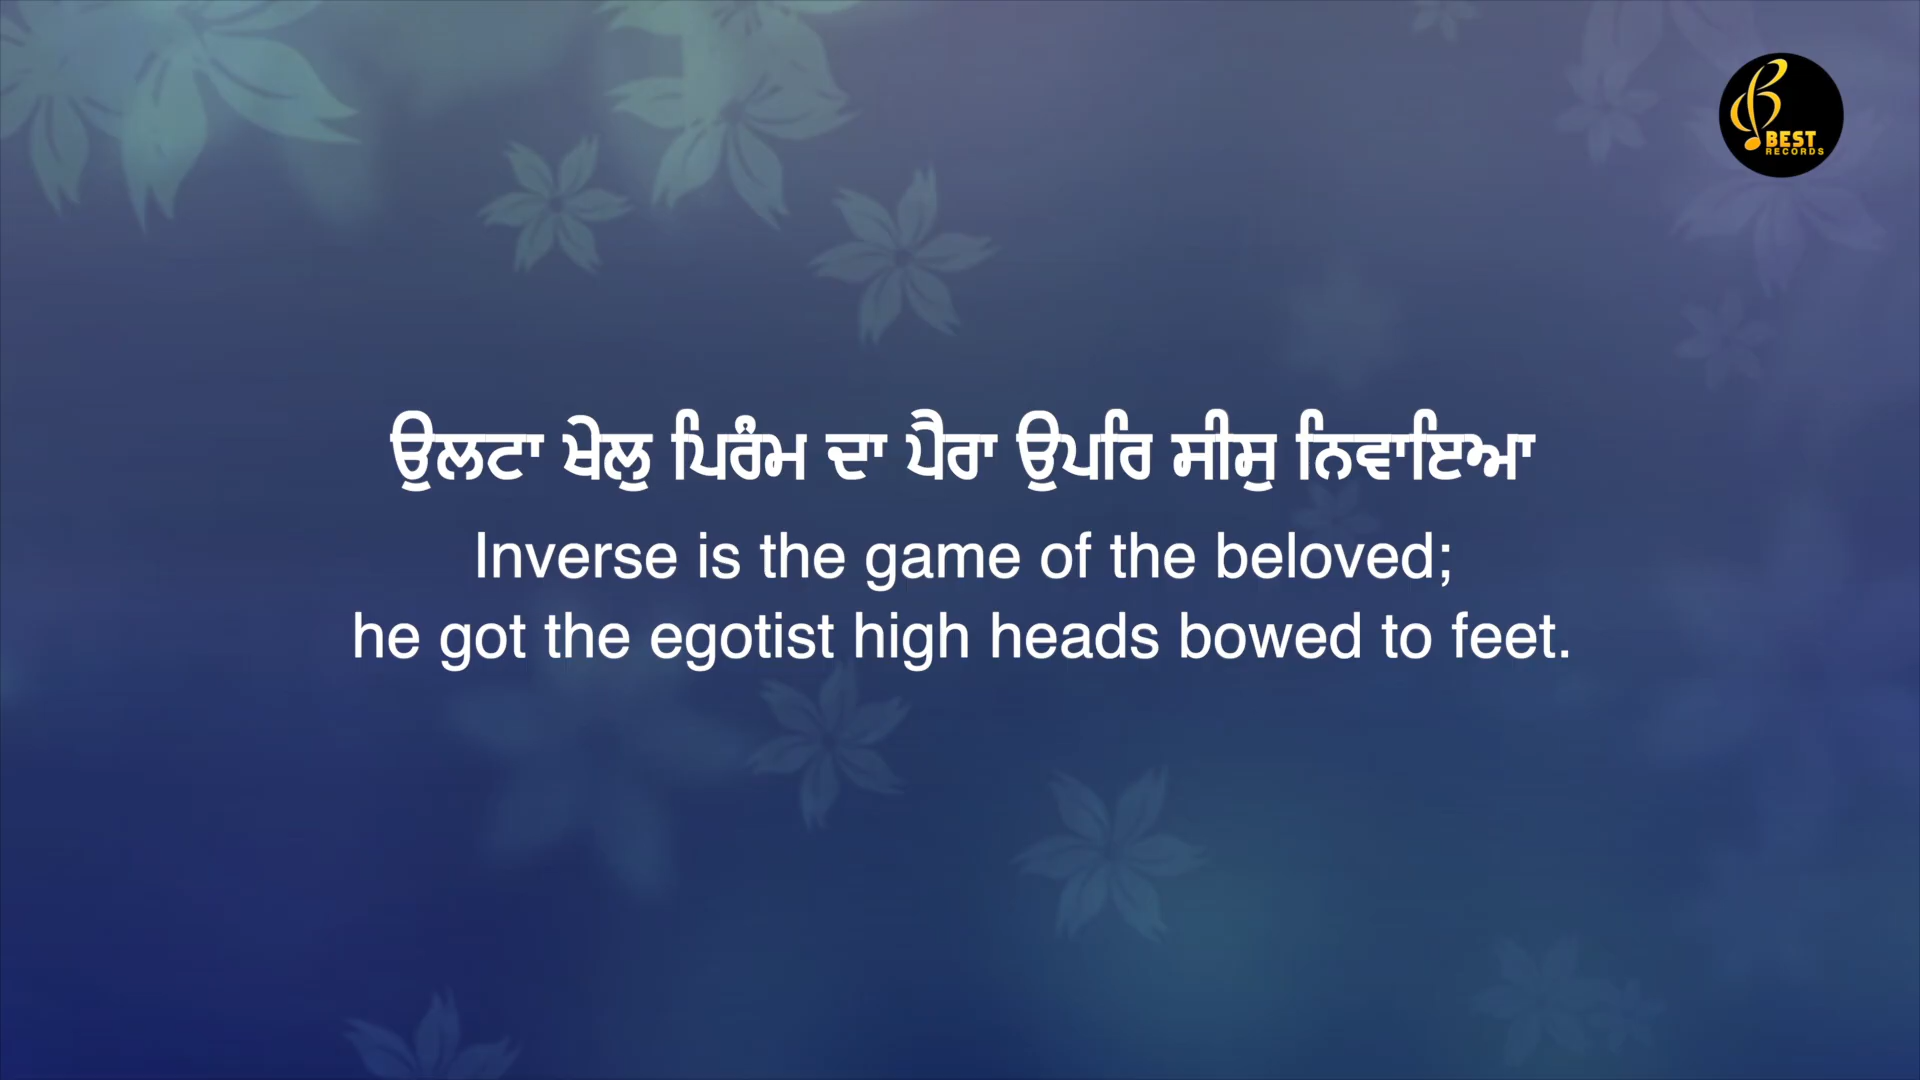 BEST
RECORDS
ਉਲਟਾ ਖੇਲੁ ਪਿਰੰਮ ਦਾ ਪੈਰਾ ਉਪਰਿ ਸੀਸੁ ਨਿਵਾਇਆ
Inverse is the game of the beloved;
he got the egotist high heads bowed to feet.